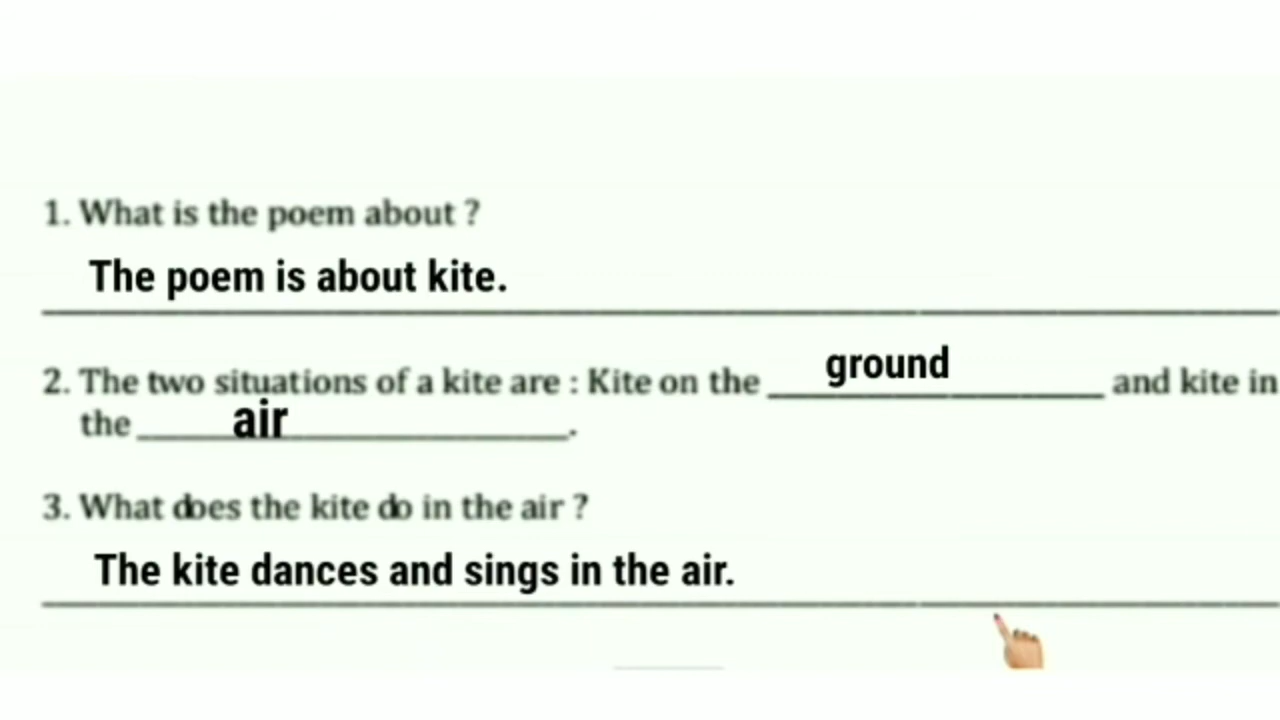 1. What is the poem about ?
The poem is about kite.
2. The two situations of a kite are : Kite on the ground and kite in
the air.
3. What does the kite do in the air ?
The kite dances and sings in the air.